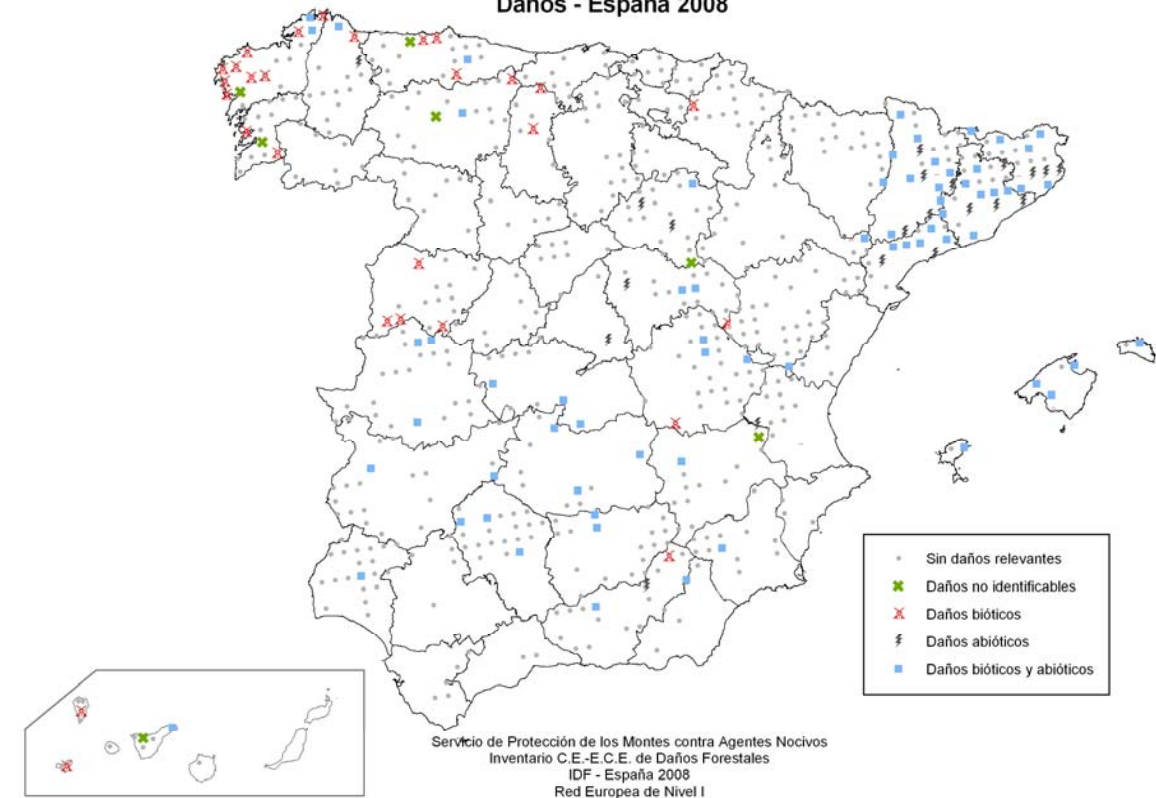 Daños - España 2008
Sin daños relevantes
Daños no identificables
Daños bióticos
Daños abióticos
Daños bióticos y abióticos
Servicio de Protección de los Montes contra Agentes Nocivos
Inventario C.E.-E.C.E. de Daños Forestales
IDF - España 2008
Red Europea de Nivel I